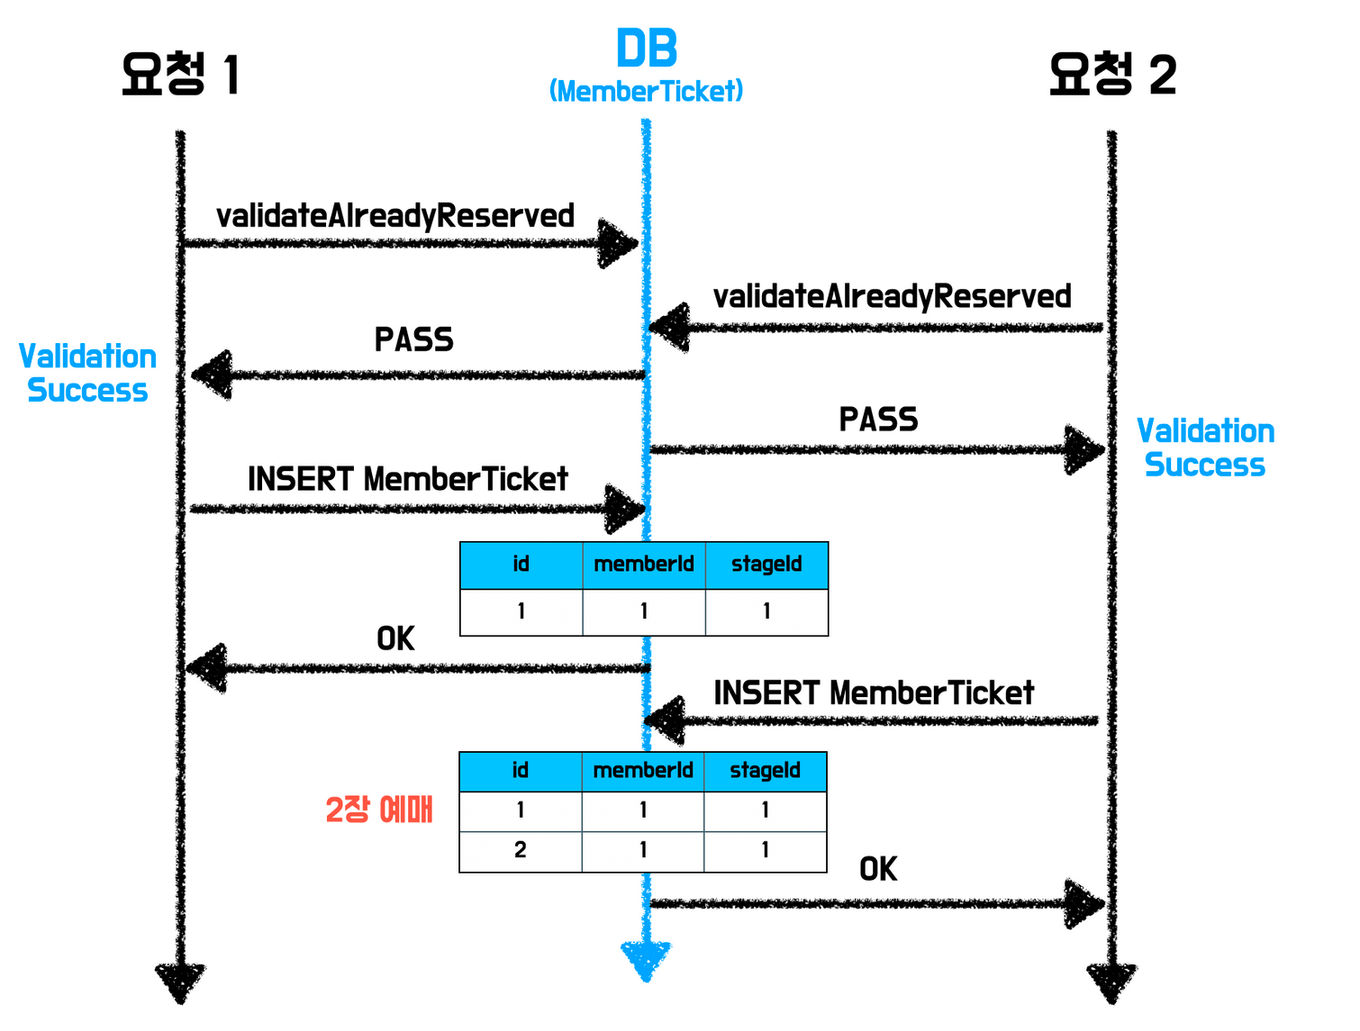 요청 1
DB
(MemberTicket)
요청 2
validateAlreadyReserved
validateAlreadyReserved
PASS
Validation
Success
PASS
Validation
Success
INSERT MemberTicket
id memberId stageId
1 1 1
OK
INSERT MemberTicket
id memberId stageId
2장 예매
1 1 1
2 1 1
OK